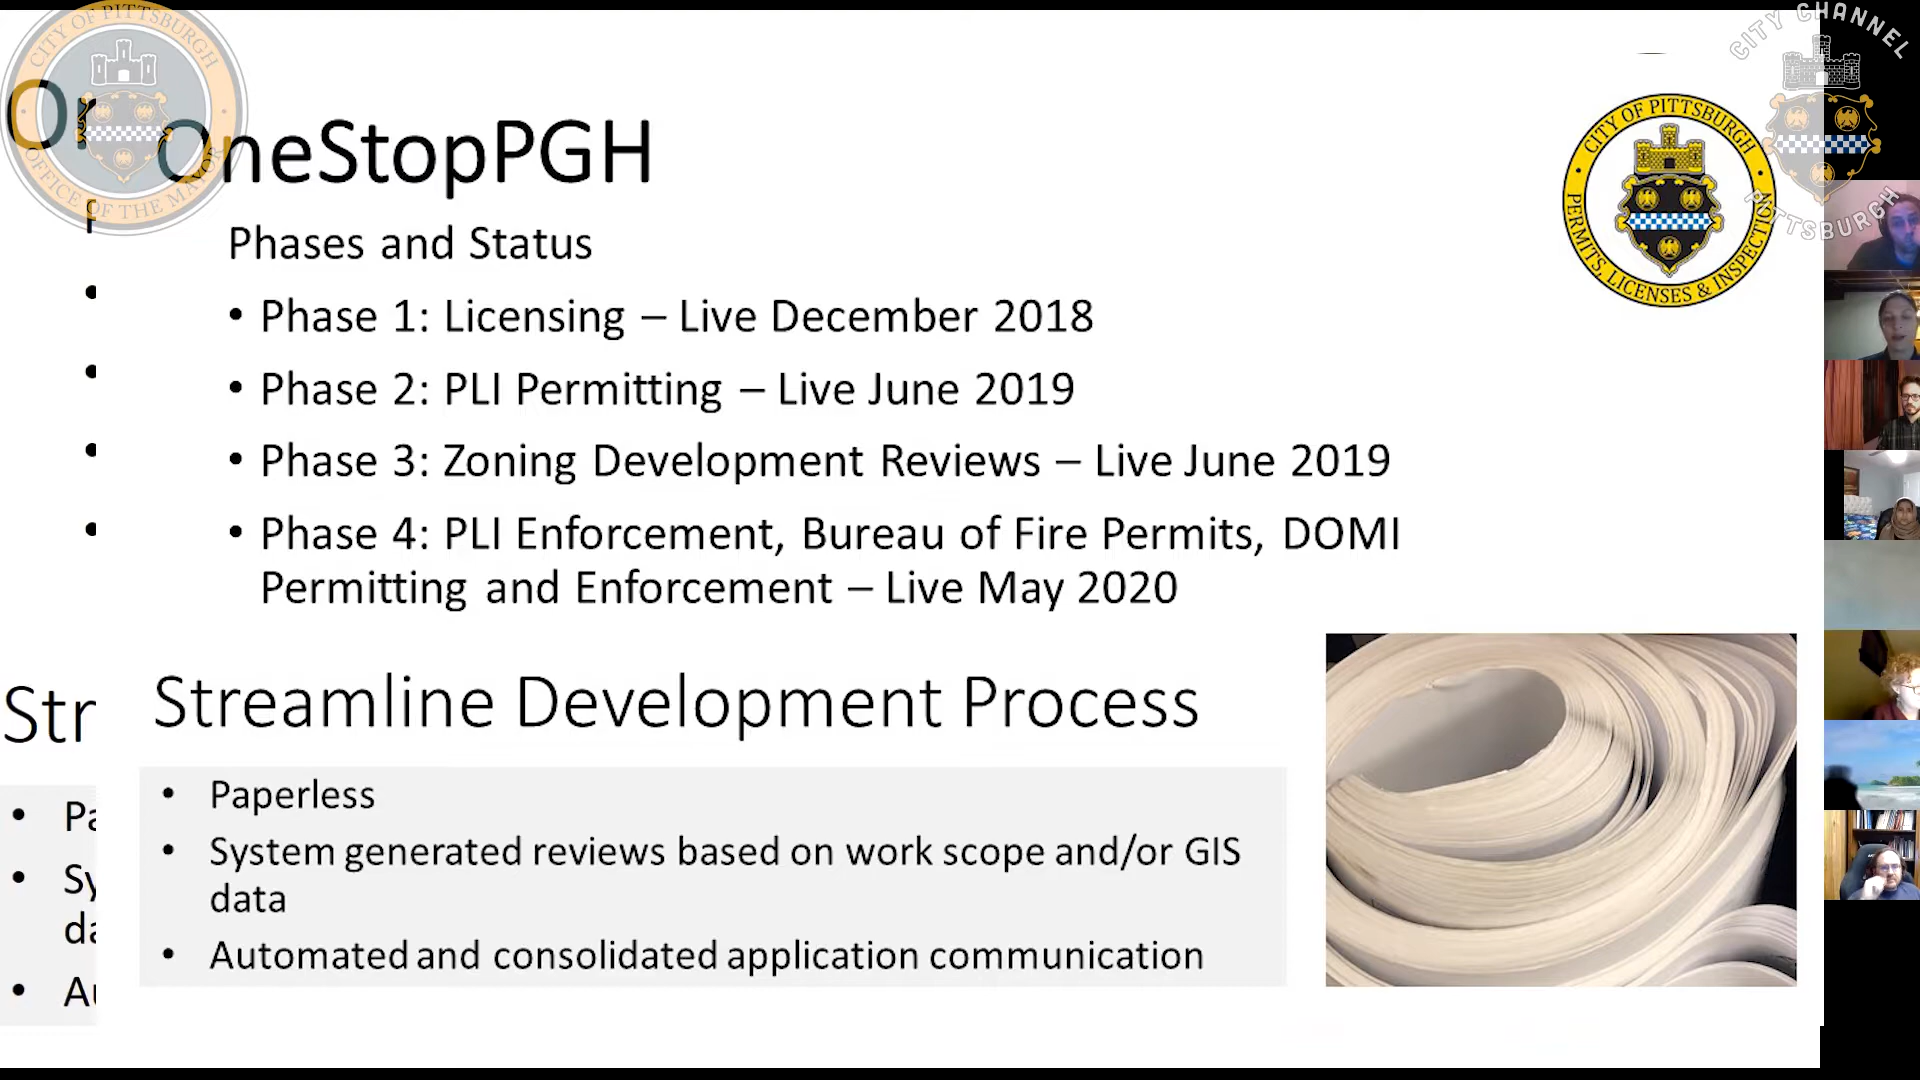 CITY OF PITTSBURGH
OFFICE OF THE MAYOR
CITY CHANNEL
PITTSBURGH
CITY OF PITTSBURGH
PERMITS, LICENSES & INSPECTION
OneStopPGH
Phases and Status
• Phase 1: Licensing – Live December 2018
• Phase 2: PLI Permitting – Live June 2019
• Phase 3: Zoning Development Reviews – Live June 2019
• Phase 4: PLI Enforcement, Bureau of Fire Permits, DOMI
Permitting and Enforcement – Live May 2020
Str
Streamline Development Process
• Pa
• Paperless
• Sy
da
• System generated reviews based on work scope and/or GIS
data
• Au
• Automated and consolidated application communication